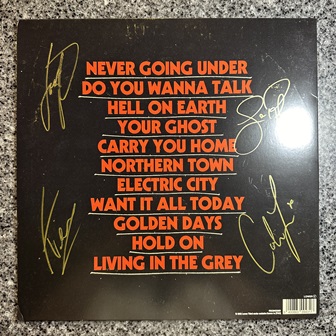 NEVER GOING UNDER
DO YOU WANNA TALK
HELL ON EARTH
YOUR GHOST
CARRY YOU HOME
NORTHERN TOWN
ELECTRIC CITY
WANT IT ALL TODAY
GOLDEN DAYS
HOLD ON
LIVING IN THE GREY